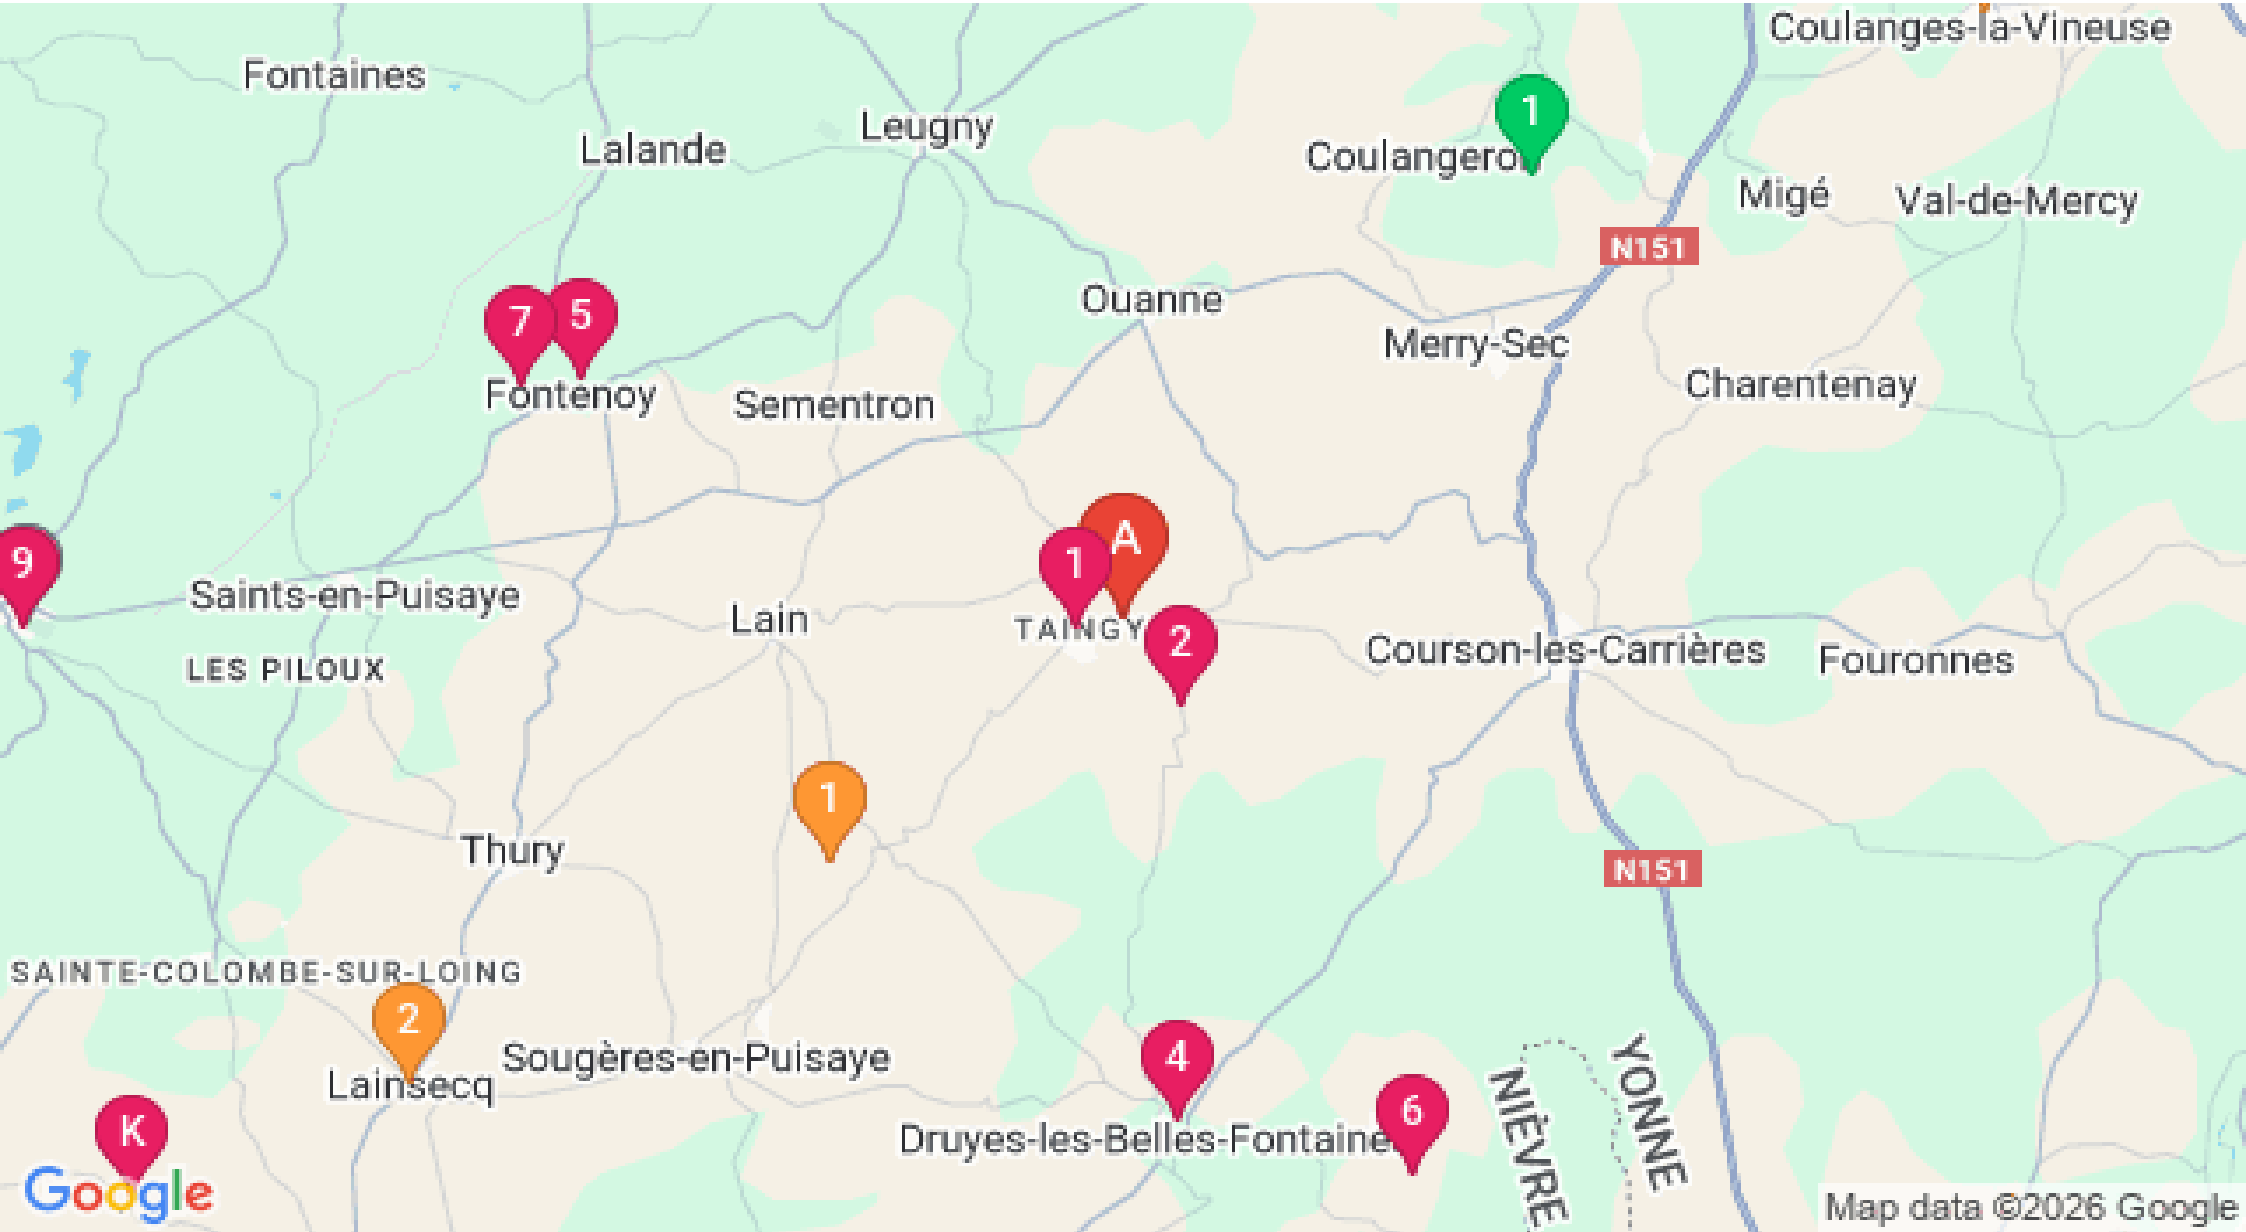 Coulanges-la-Vineuse
Fontaines
1
Leugny
Lalande
Coulangeron
Migé
Val-de-Mercy
N151
Ouanne
7
5
Merry-Sec
Charentenay
Fontenoy
Sementron
A
9
1
Saints-en-Puisaye
Lain
TAINGY
2
Courson-les-Carrières
Fouronnes
LES PILOUX
1
Thury
N151
SAINTE-COLOMBE-SUR-LOING
2
Sougères-en-Puisaye
4
Lainsecq
6
NIÈVRE
YONNE
K
Druyes-les-Belles-Fontaine
Google
Map data ©2026 Google